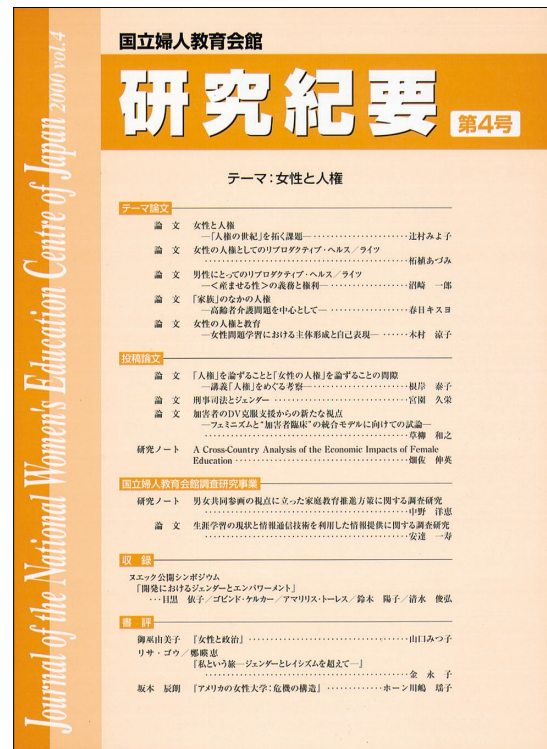 Journal of the National Women's Education Centre of Japan 2000 vol.4
国立婦人教育会館
研究紀要
第4号
テーマ:女性と人権
テーマ論文
論 文 女性と人権
―「人権の世紀」を拓く課題― ············ 辻村みよ子
論 文 女性の人権としてのリプロダクティブ・ヘルス/ライツ
············ 柘植あづみ
論 文 男性にとってのリプロダクティブ・ヘルス/ライツ
―<産ませる性>の義務と権利― ············ 沼崎 一郎
論 文 「家族」のなかの人権
―高齢者介護問題を中心として― ············ 春日キスヨ
論 文 女性の人権と教育
―女性問題学習における主体形成と自己表現― ······ 木村 涼子
投稿論文
論 文 「人権」を論ずることと「女性の人権」を論ずることの間隙
―講義「人権」をめぐる考察― ············ 根岸 泰子
論 文 刑事司法とジェンダー ············ 宮園 久栄
論 文 加害者のDV克服支援からの新たな視点
―フェミニズムと"加害者臨床"の統合モデルに向けての試論―
············ 草柳 和之
研究ノート A Cross-Country Analysis of the Economic Impacts of Female
Education ············ 畑佐 伸英
国立婦人教育会館調査研究事業
研究ノート 男女共同参画の視点に立った家庭教育推進方策に関する調査研究
············ 中野 洋恵
論 文 生涯学習の現状と情報通信技術を利用した情報提供に関する調査研究
············ 安達 一寿
収 録
ヌエック公開シンポジウム
「開発におけるジェンダーとエンパワーメント」
···目黒 依子/ゴビンド・ケルカー/アマリリス・トーレス/鈴木 陽子/清水 俊弘
書 評
御巫由美子 『女性と政治』 ············ 山口みつ子
リサ・ゴウ/鄭暎惠
『私という旅―ジェンダーとレイシズムを超えて―』
············ 金 永子
坂本 辰朗 『アメリカの女性大学:危機の構造』 ············ ホーン川嶋 瑤子